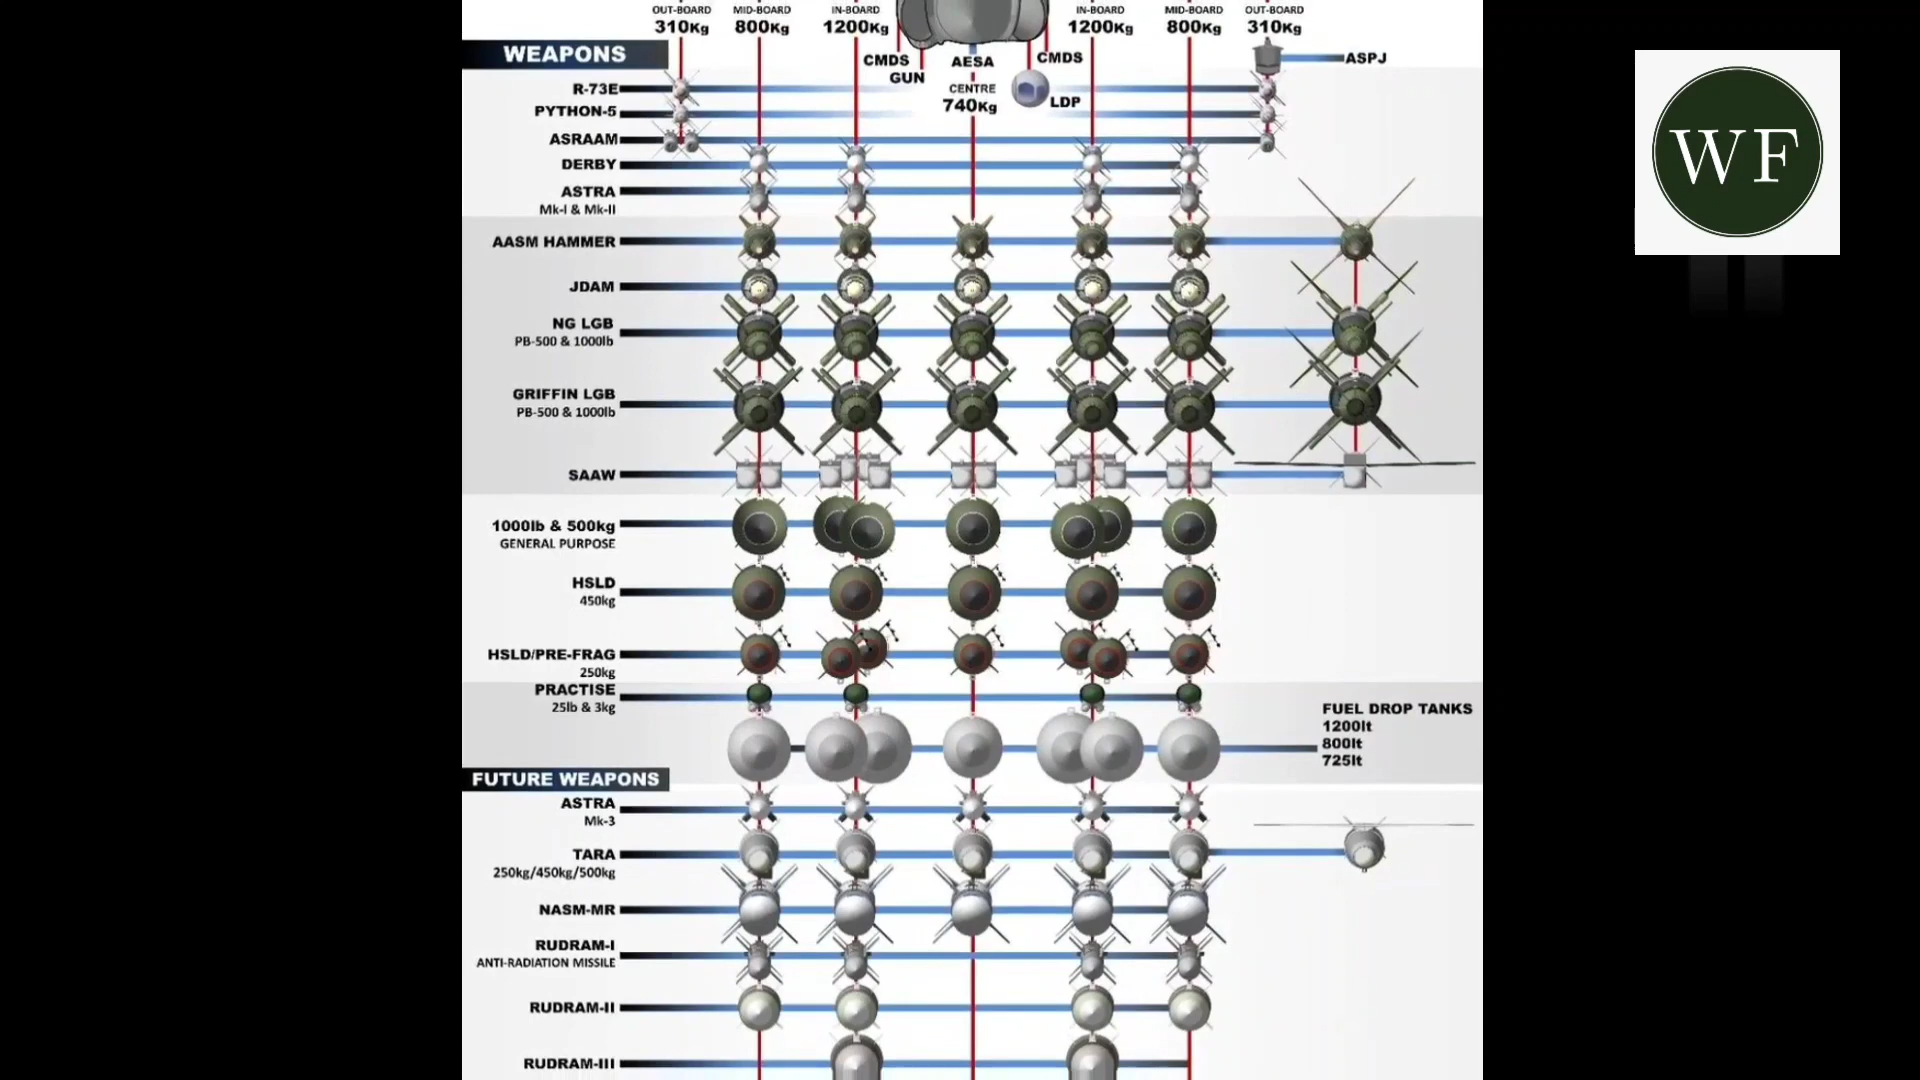 OUT-BOARD MID-BOARD IN-BOARD IN-BOARD MID-BOARD OUT-BOARD
310Kg 800Kg 1200Kg 1200Kg 800Kg 310Kg
WEAPONS
CMDS AESA CMDS ASPJ
GUN
R-73E
CENTRE
740Kg LDP
PYTHON-5
ASRAAM
DERBY
ASTRA
Mk-I & Mk-II
AASM HAMMER
JDAM
NG LGB
PB-500 & 1000lb
GRIFFIN LGB
PB-500 & 1000lb
SAAW
1000lb & 500kg
GENERAL PURPOSE
HSLD
450kg
HSLD/PRE-FRAG
250kg
PRACTISE
25lb & 3kg
FUEL DROP TANKS
1200lt
800lt
725lt
FUTURE WEAPONS
ASTRA
Mk-3
TARA
250kg/450kg/500kg
NASM-MR
RUDRAM-I
ANTI-RADIATION MISSILE
RUDRAM-II
RUDRAM-III
WF